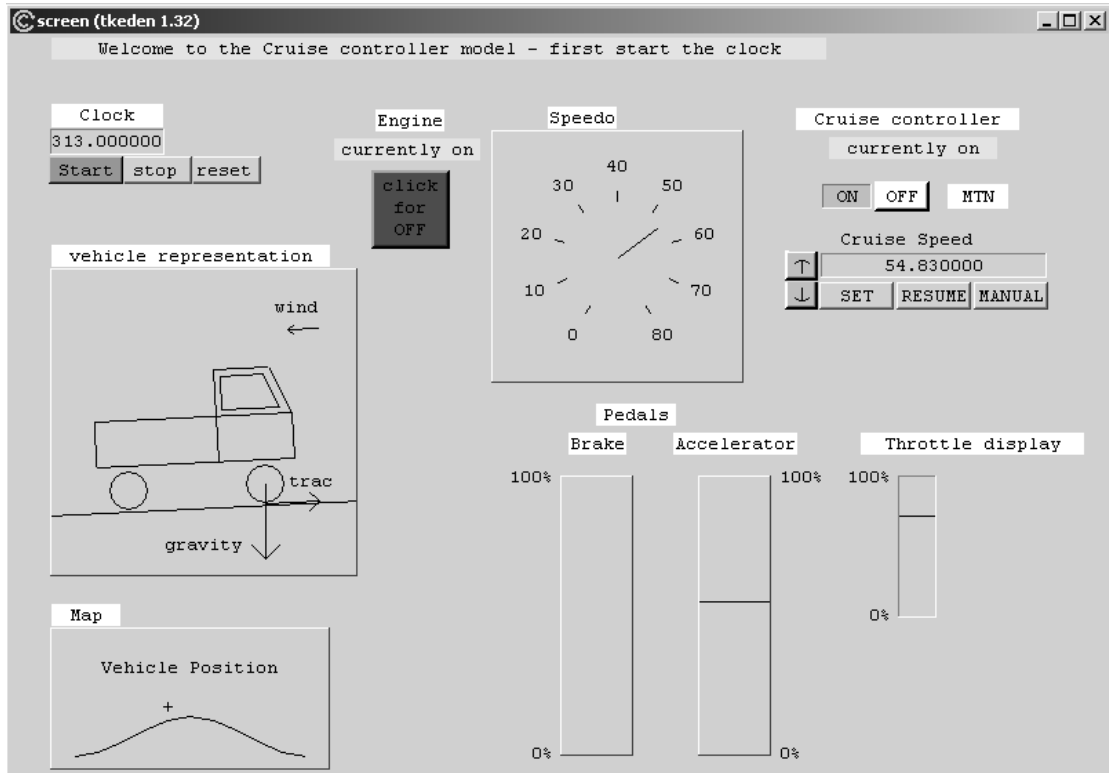 screen (tkeden 1.32)
Welcome to the Cruise controller model - first start the clock
Clock
313.000000
Start stop reset
Engine
currently on
click
for
OFF
Speedo
0
10
20
30
40
50
60
70
80
Cruise controller
currently on
ON OFF MTN
Cruise Speed
54.830000
SET RESUME MANUAL
vehicle representation
wind
trac
gravity
Map
Vehicle Position
Pedals
Brake
100%
0%
Accelerator
100%
0%
Throttle display
100%
0%